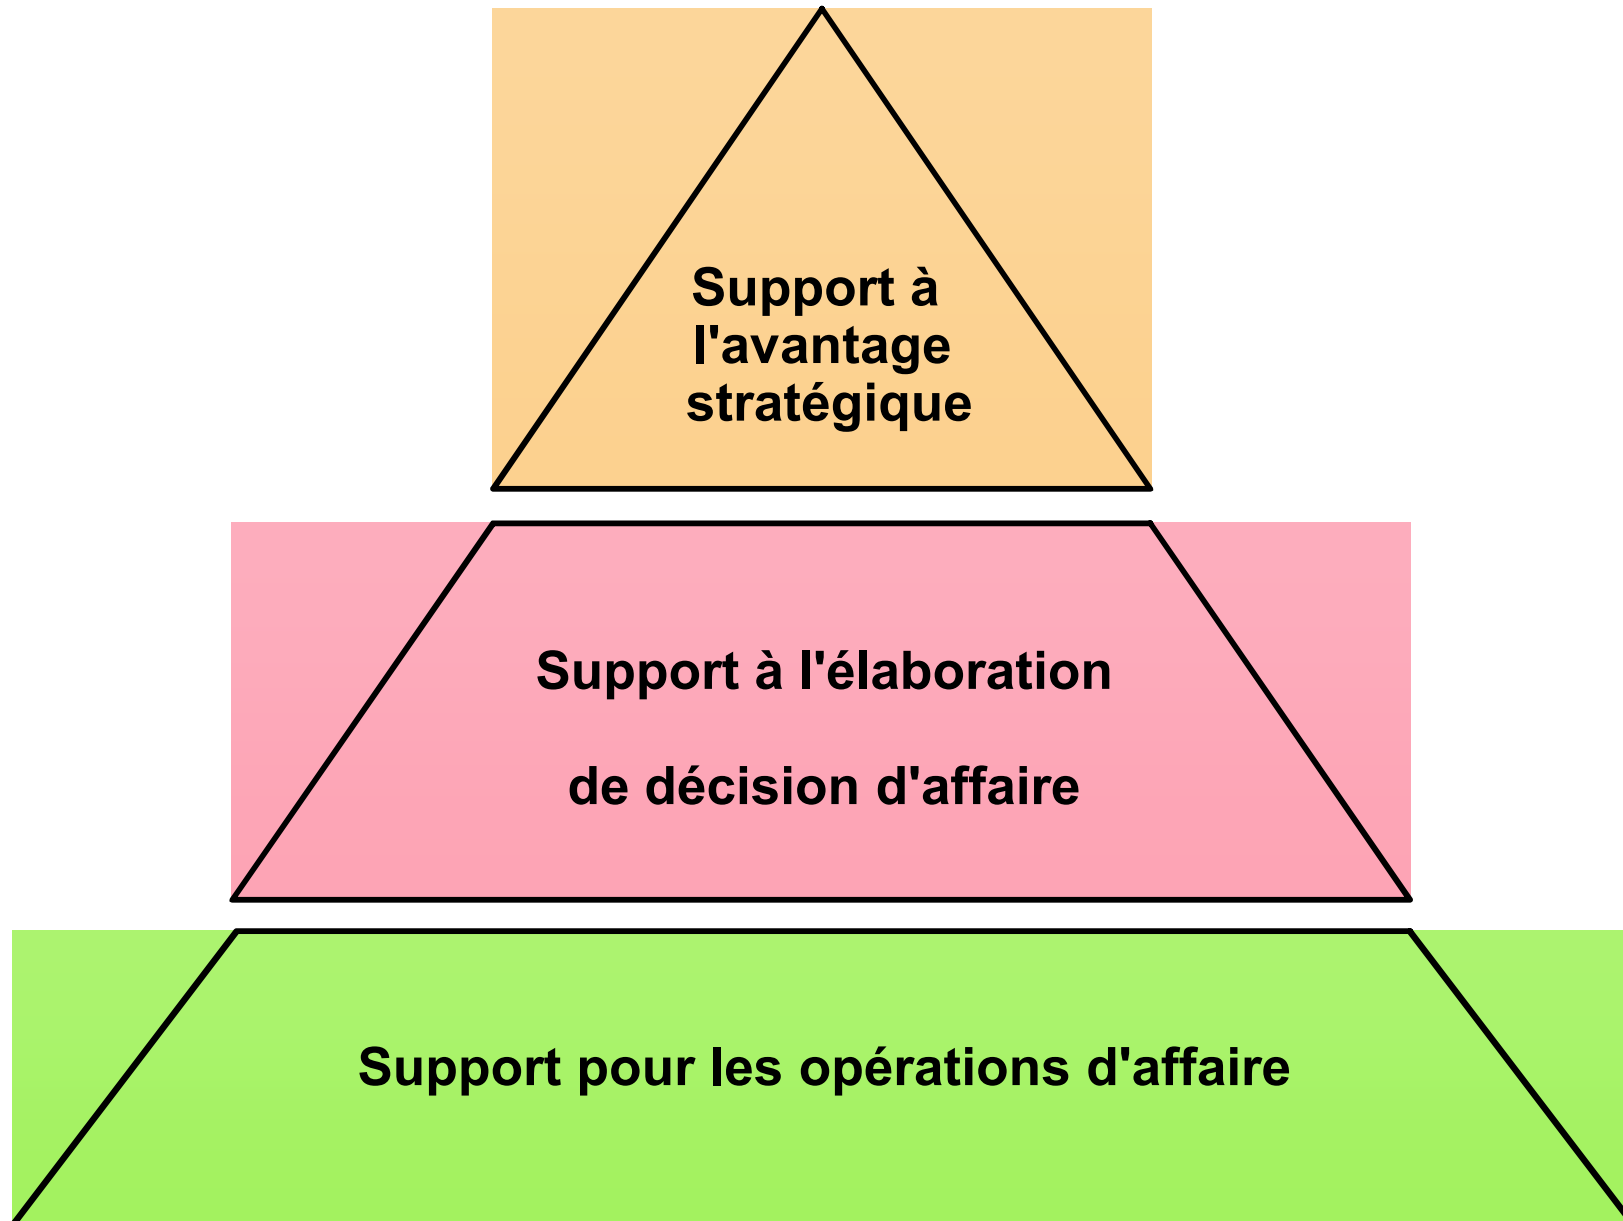 Support à
l'avantage
stratégique
Support à l'élaboration
de décision d'affaire
Support pour les opérations d'affaire